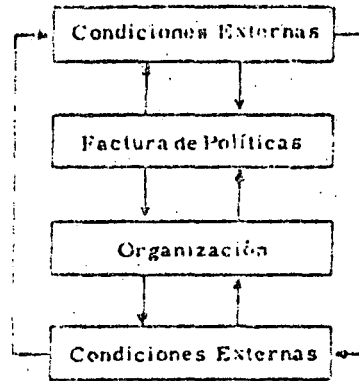 Condiciones Externas
Factura de Políticas
Organización
Condiciones Externas